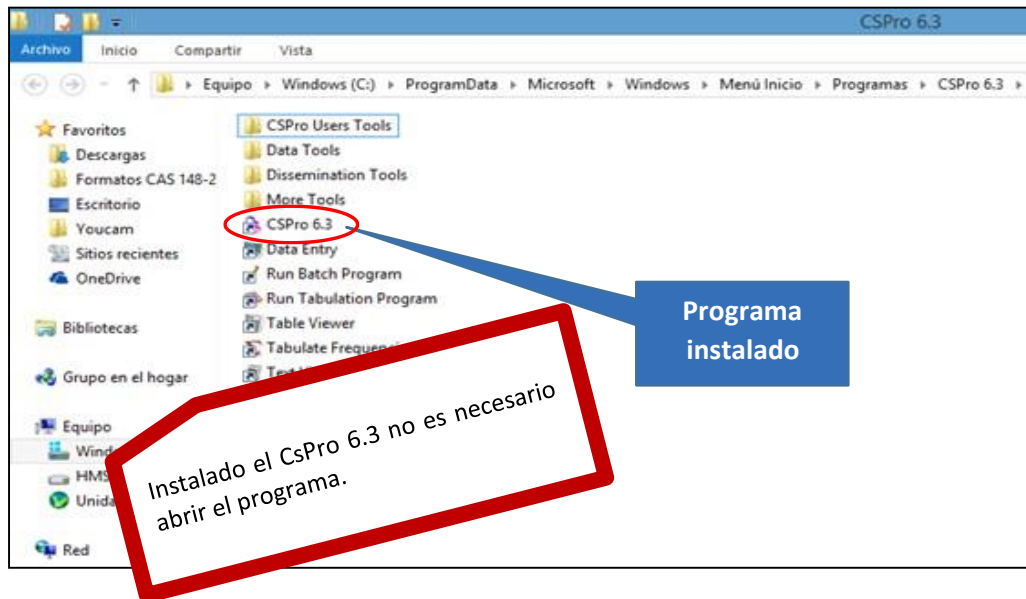 CSPro 6.3
Archivo Inicio Compartir Vista
Equipo Windows (C:) ProgramData Microsoft Windows Menú Inicio Programas CSPro 6.3
Favoritos
Descargas
Formatos CAS 148-2
Escritorio
Youcam
Sitios recientes
OneDrive
Bibliotecas
Grupo en el hogar
Equipo
HMS
Red
CSPro Users Tools
Data Tools
Dissemination Tools
More Tools
CSPro 6.3
Data Entry
Run Batch Program
Run Tabulation Program
Table Viewer
Tabulate
Programa
instalado
Instalado el CsPro 6.3 no es necesario
abrir el programa.